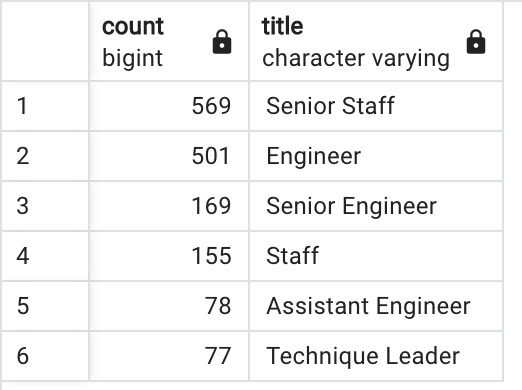 count title
bigint character varying
1 569 Senior Staff
2 501 Engineer
3 169 Senior Engineer
4 155 Staff
5 78 Assistant Engineer
6 77 Technique Leader